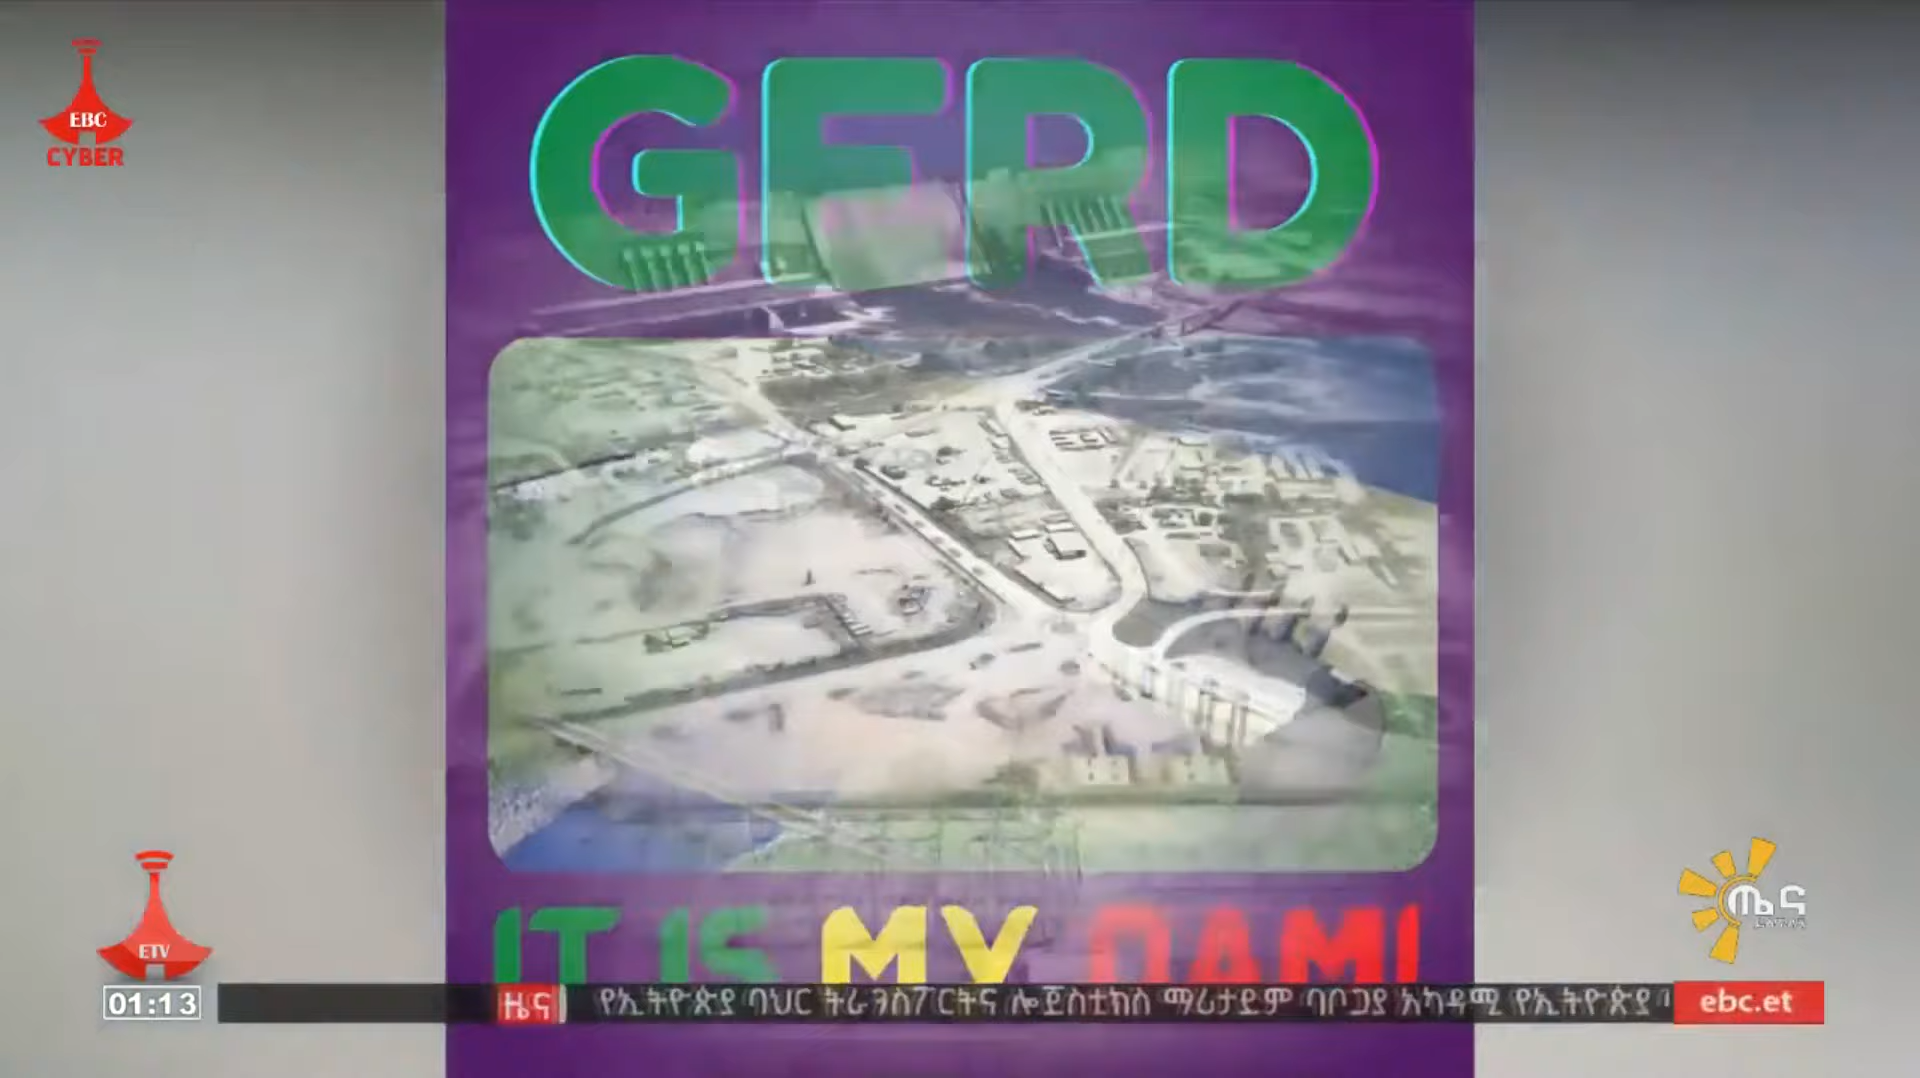 GERD
EBC
CYBER
IT IS MY DAM!
ETV
ጤና
01:13
ዜና
የኢትዮጵያ ባህር ትራንስፖርትና ሎጀስቲክስ ማሪታይም ባቦጋያ አካዳሚ የኢትዮጵያ
ebc.et